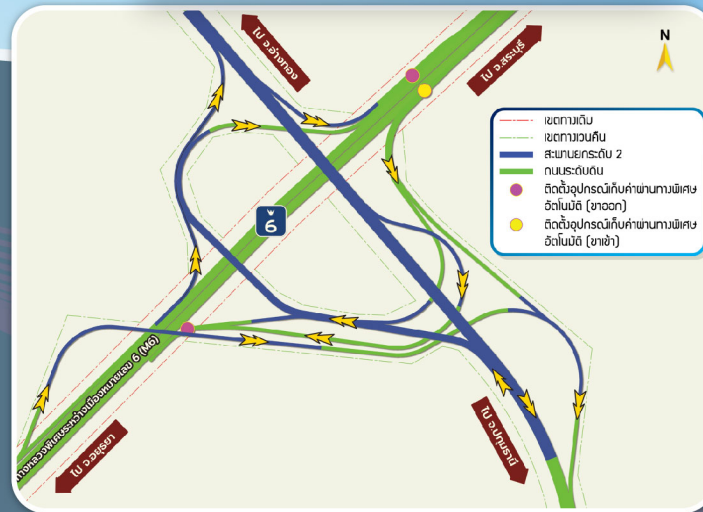 ไป จ.อ่างทอง
ไป จ.สระบุรี
N
เขตทางเดิม
เขตทางเวนคืน
สะพานยกระดับ 2
ถนนระดับดิน
ติดตั้งอุปกรณ์เก็บค่าผ่านทางพิเศษ
อัตโนมัติ (ขาออก)
ติดตั้งอุปกรณ์เก็บค่าผ่านทางพิเศษ
อัตโนมัติ (ขาเข้า)
6
ทางหลวงพิเศษระหว่างเมืองหมายเลข 6 (M6)
ไป จ.อยุธยา
ไป จ.ปทุมธานี